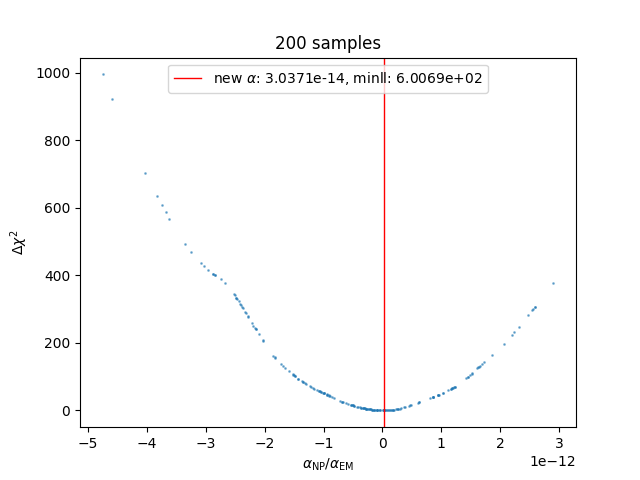 200 samples
new α: 3.0371e-14, minll: 6.0069e+02
1000
800
600
400
200
0
Δχ²
−5 −4 −3 −2 −1 0 1 2 3
1e−12
α_NP/α_EM